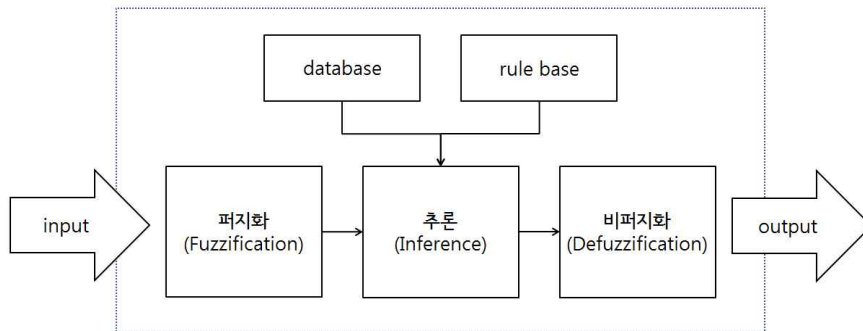 database
rule base
input
퍼지화
(Fuzzification)
추론
(Inference)
비퍼지화
(Defuzzification)
output